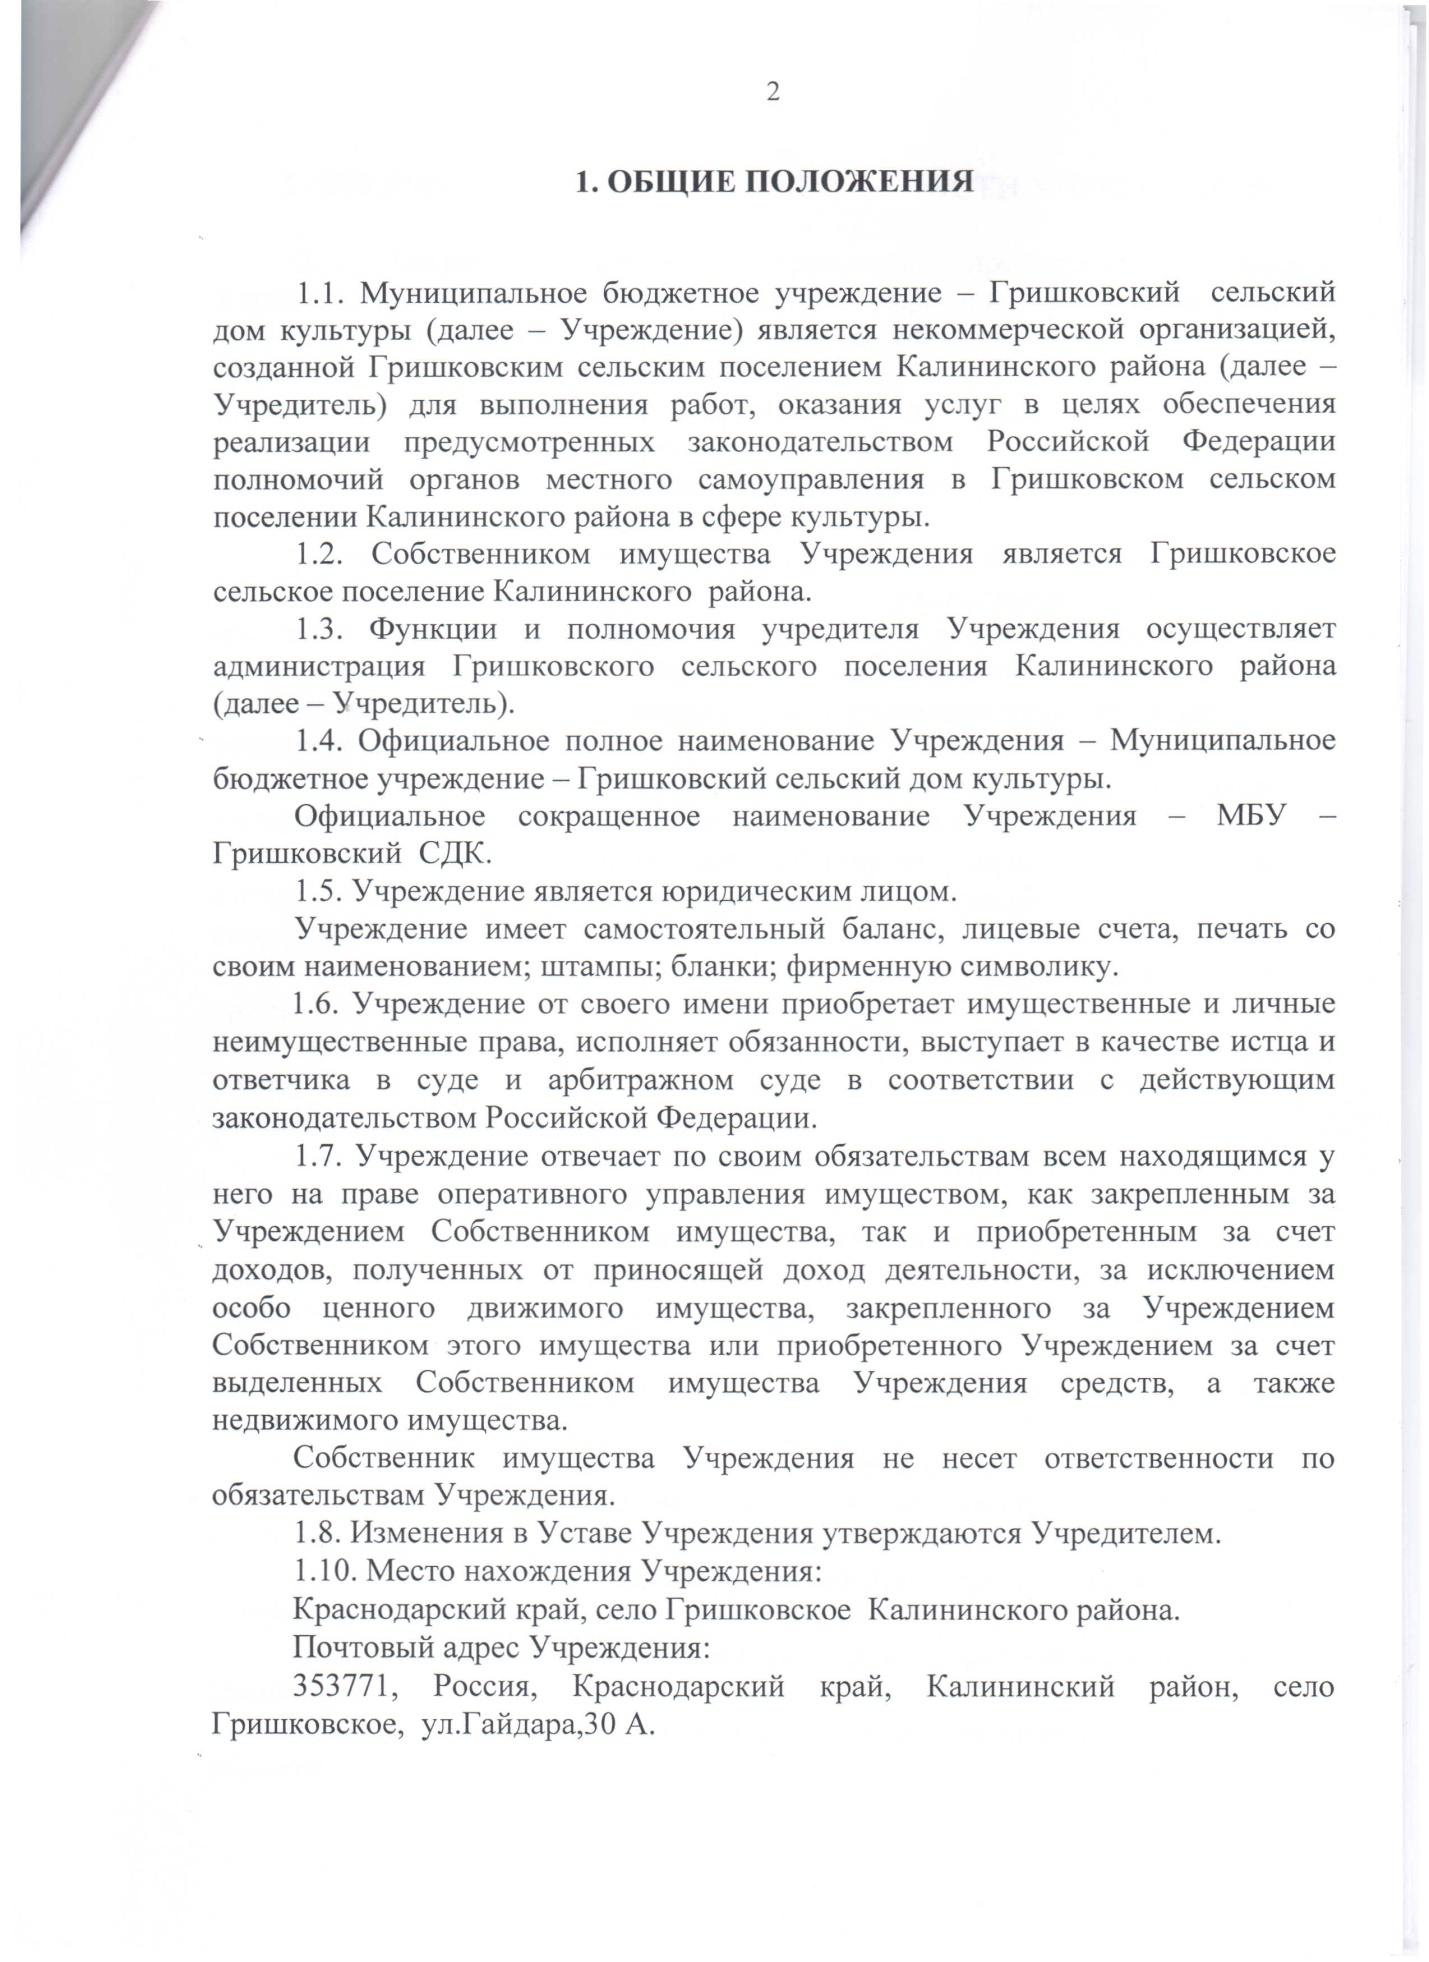 2
1. ОБЩИЕ ПОЛОЖЕНИЯ
1.1. Муниципальное бюджетное учреждение – Гришковский сельский
дом культуры (далее – Учреждение) является некоммерческой организацией,
созданной Гришковским сельским поселением Калининского района (далее –
Учредитель) для выполнения работ, оказания услуг в целях обеспечения
реализации предусмотренных законодательством Российской Федерации
полномочий органов местного самоуправления в Гришковском сельском
поселении Калининского района в сфере культуры.
1.2. Собственником имущества Учреждения является Гришковское
сельское поселение Калининского района.
1.3. Функции и полномочия учредителя Учреждения осуществляет
администрация Гришковского сельского поселения Калининского района
(далее – Учредитель).
1.4. Официальное полное наименование Учреждения – Муниципальное
бюджетное учреждение – Гришковский сельский дом культуры.
Официальное сокращенное наименование Учреждения – МБУ –
Гришковский СДК.
1.5. Учреждение является юридическим лицом.
Учреждение имеет самостоятельный баланс, лицевые счета, печать со
своим наименованием; штампы; бланки; фирменную символику.
1.6. Учреждение от своего имени приобретает имущественные и личные
неимущественные права, исполняет обязанности, выступает в качестве истца и
ответчика в суде и арбитражном суде в соответствии с действующим
законодательством Российской Федерации.
1.7. Учреждение отвечает по своим обязательствам всем находящимся у
него на праве оперативного управления имуществом, как закрепленным за
Учреждением Собственником имущества, так и приобретенным за счет
доходов, полученных от приносящей доход деятельности, за исключением
особо ценного движимого имущества, закрепленного за Учреждением
Собственником этого имущества или приобретенного Учреждением за счет
выделенных Собственником имущества Учреждения средств, а также
недвижимого имущества.
Собственник имущества Учреждения не несет ответственности по
обязательствам Учреждения.
1.8. Изменения в Уставе Учреждения утверждаются Учредителем.
1.10. Место нахождения Учреждения:
Краснодарский край, село Гришковское Калининского района.
Почтовый адрес Учреждения:
353771, Россия, Краснодарский край, Калининский район, село
Гришковское, ул.Гайдара,30 А.